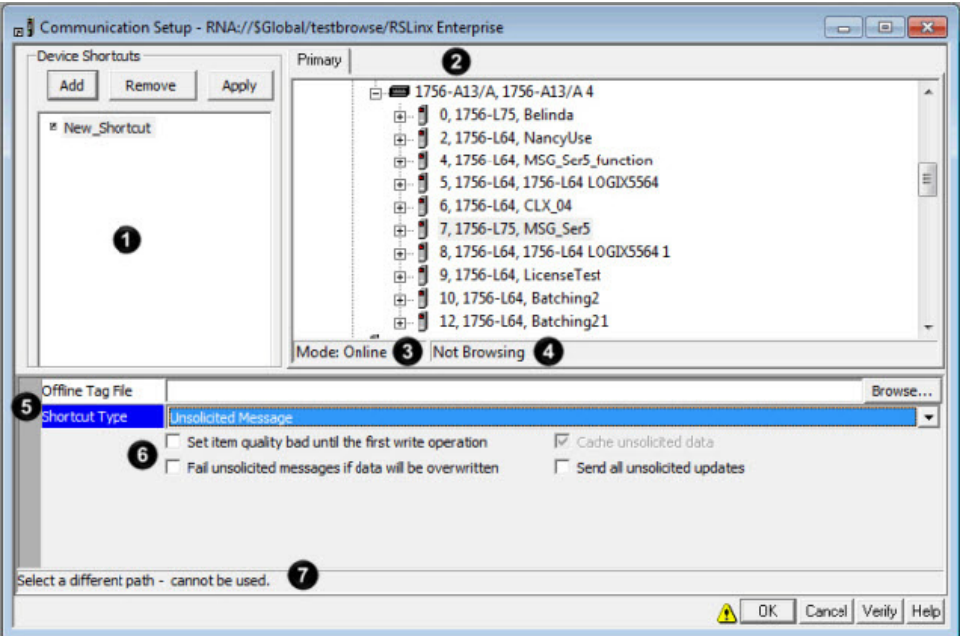 Communication Setup - RNA://$Global/testbrowse/RSLinx Enterprise
Device Shortcuts
Add Remove Apply
New_Shortcut
1
Primary
2
1756-A13/A, 1756-A13/A 4
0, 1756-L75, Belinda
2, 1756-L64, NancyUse
4, 1756-L64, MSG_Ser5_function
5, 1756-L64, 1756-L64 LOGIX5564
6, 1756-L64, CLX_04
7, 1756-L75, MSG_Ser5
8, 1756-L64, 1756-L64 LOGIX5564 1
9, 1756-L64, LicenseTest
10, 1756-L64, Batching2
12, 1756-L64, Batching21
Mode: Online 3 Not Browsing 4
Offline Tag File Browse...
5 Shortcut Type Unsolicited Message
6
Set item quality bad until the first write operation Cache unsolicited data
Fail unsolicited messages if data will be overwritten Send all unsolicited updates
Select a different path - cannot be used. 7
OK Cancel Verify Help